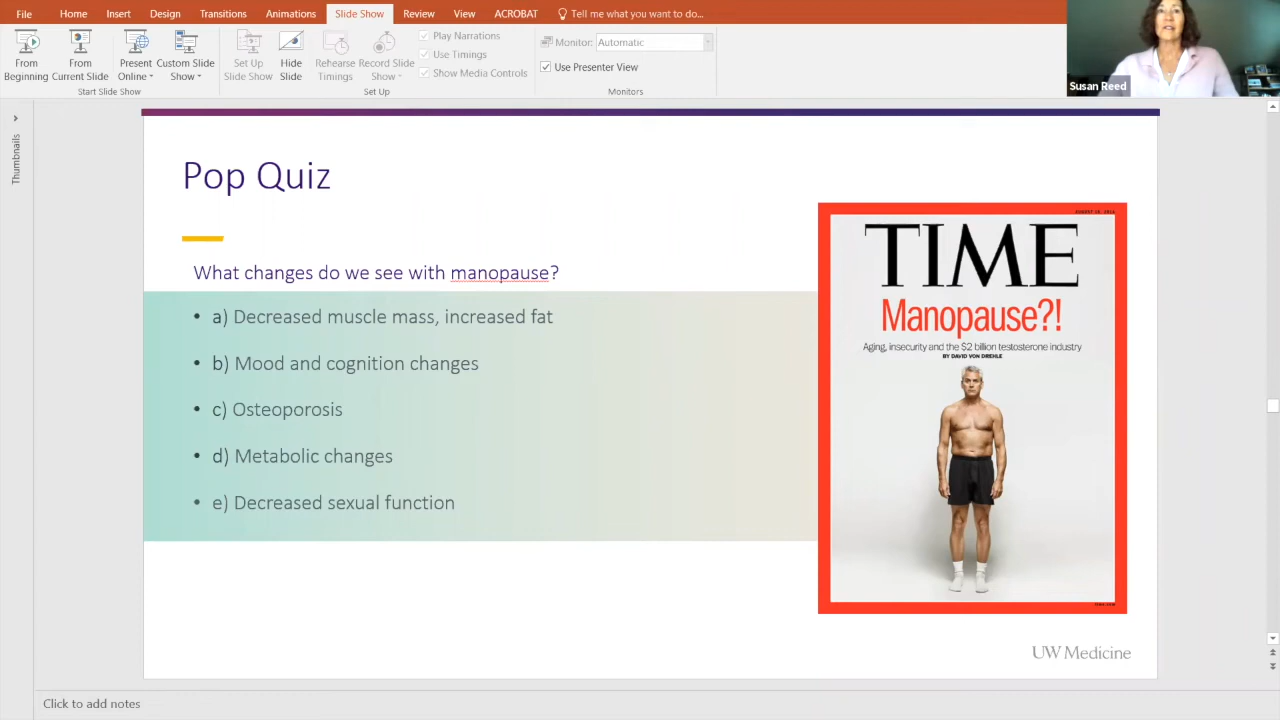 File Home Insert Design Transitions Animations Slide Show Review View ACROBAT Tell me what you want to do...
From Beginning
From Current Slide
Present Online
Custom Slide Show
Start Slide Show
Set Up Slide Show
Hide Slide
Rehearse Timings
Record Slide Show
Play Narrations
Use Timings
Show Media Controls
Set Up
Monitor: Automatic
Use Presenter View
Monitors
Susan Reed
Thumbnails
Pop Quiz
What changes do we see with manopause?
• a) Decreased muscle mass, increased fat
• b) Mood and cognition changes
• c) Osteoporosis
• d) Metabolic changes
• e) Decreased sexual function
TIME
Manopause?!
Aging, insecurity and the $2 billion testosterone industry
BY DAVID VON DREHLE
UW Medicine
Click to add notes